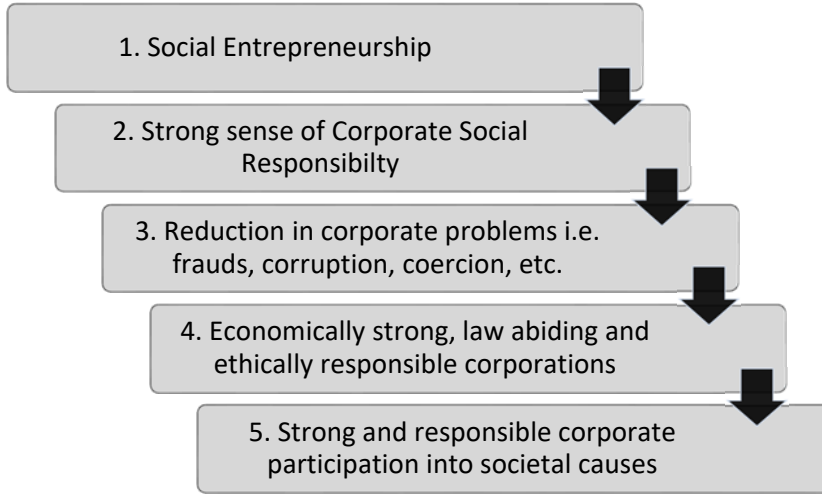 1. Social Entrepreneurship
2. Strong sense of Corporate Social
Responsibilty
3. Reduction in corporate problems i.e.
frauds, corruption, coercion, etc.
4. Economically strong, law abiding and
ethically responsible corporations
5. Strong and responsible corporate
participation into societal causes